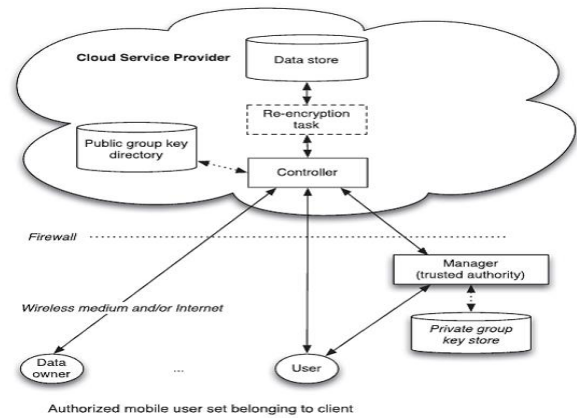 Cloud Service Provider
Data store
Re-encryption
task
Public group key
directory
Controller
Firewall
Manager
(trusted authority)
Wireless medium and/or Internet
Private group
key store
Data
owner
...
User
Authorized mobile user set belonging to client